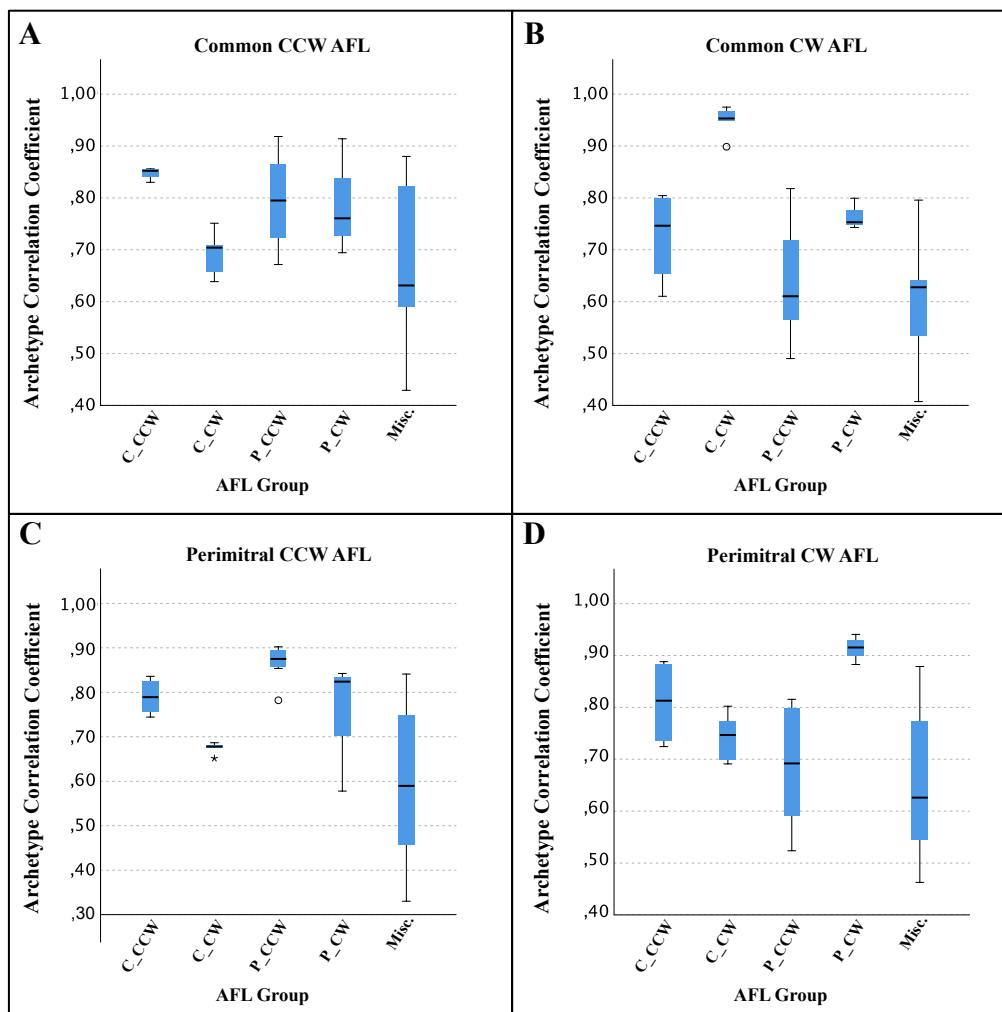 A
Common CCW AFL
Archetype Correlation Coefficient
1,00
,90
,80
,70
,60
,50
,40
C_CCW
C_CW
P_CCW
P_CW
Misc.
AFL Group
B
Common CW AFL
Archetype Correlation Coefficient
1,00
,90
,80
,70
,60
,50
,40
C_CCW
C_CW
P_CCW
P_CW
Misc.
AFL Group
C
Perimitral CCW AFL
Archetype Correlation Coefficient
1,00
,90
,80
,70
,60
,50
,40
,30
C_CCW
C_CW
P_CCW
P_CW
Misc.
AFL Group
D
Perimitral CW AFL
Archetype Correlation Coefficient
1,00
,90
,80
,70
,60
,50
,40
C_CCW
C_CW
P_CCW
P_CW
Misc.
AFL Group